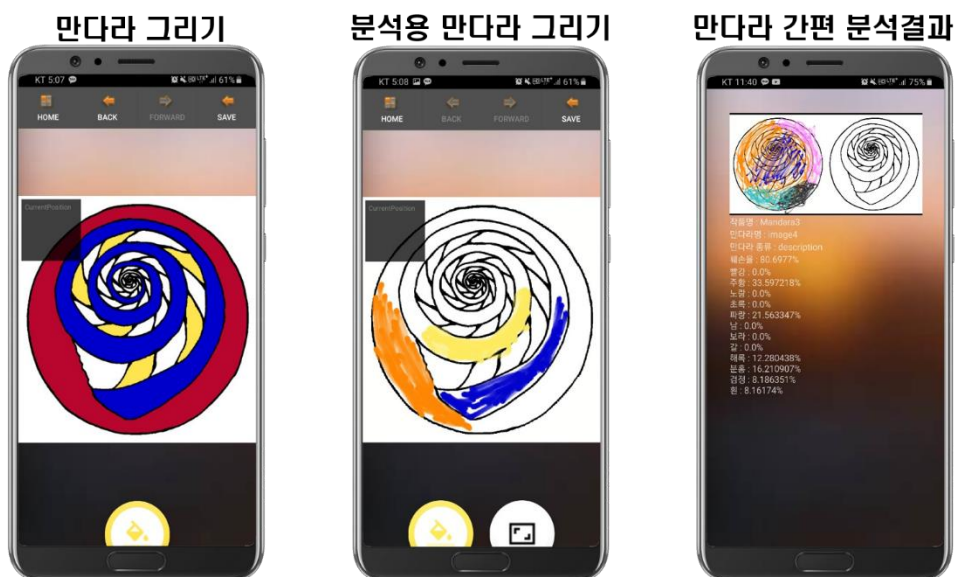 만다라 그리기
분석용 만다라 그리기
만다라 간편 분석결과
KT 5:07
61%
HOME BACK FORWARD SAVE
CurrentPosition
KT 5:08
61%
HOME BACK FORWARD SAVE
CurrentPosition
KT 11:40
75%
작품명 : Mandara3
만다라명 : image4
만다라 종류 : description
훼손율 : 80.6977%
빨강 : 0.0%
주황 : 33.597218%
노랑 : 0.0%
초록 : 0.0%
파랑 : 21.563347%
남 : 0.0%
보라 : 0.0%
갈 : 0.0%
해록 : 12.280438%
분홍 : 16.210907%
검정 : 8.186351%
흰 : 8.16174%